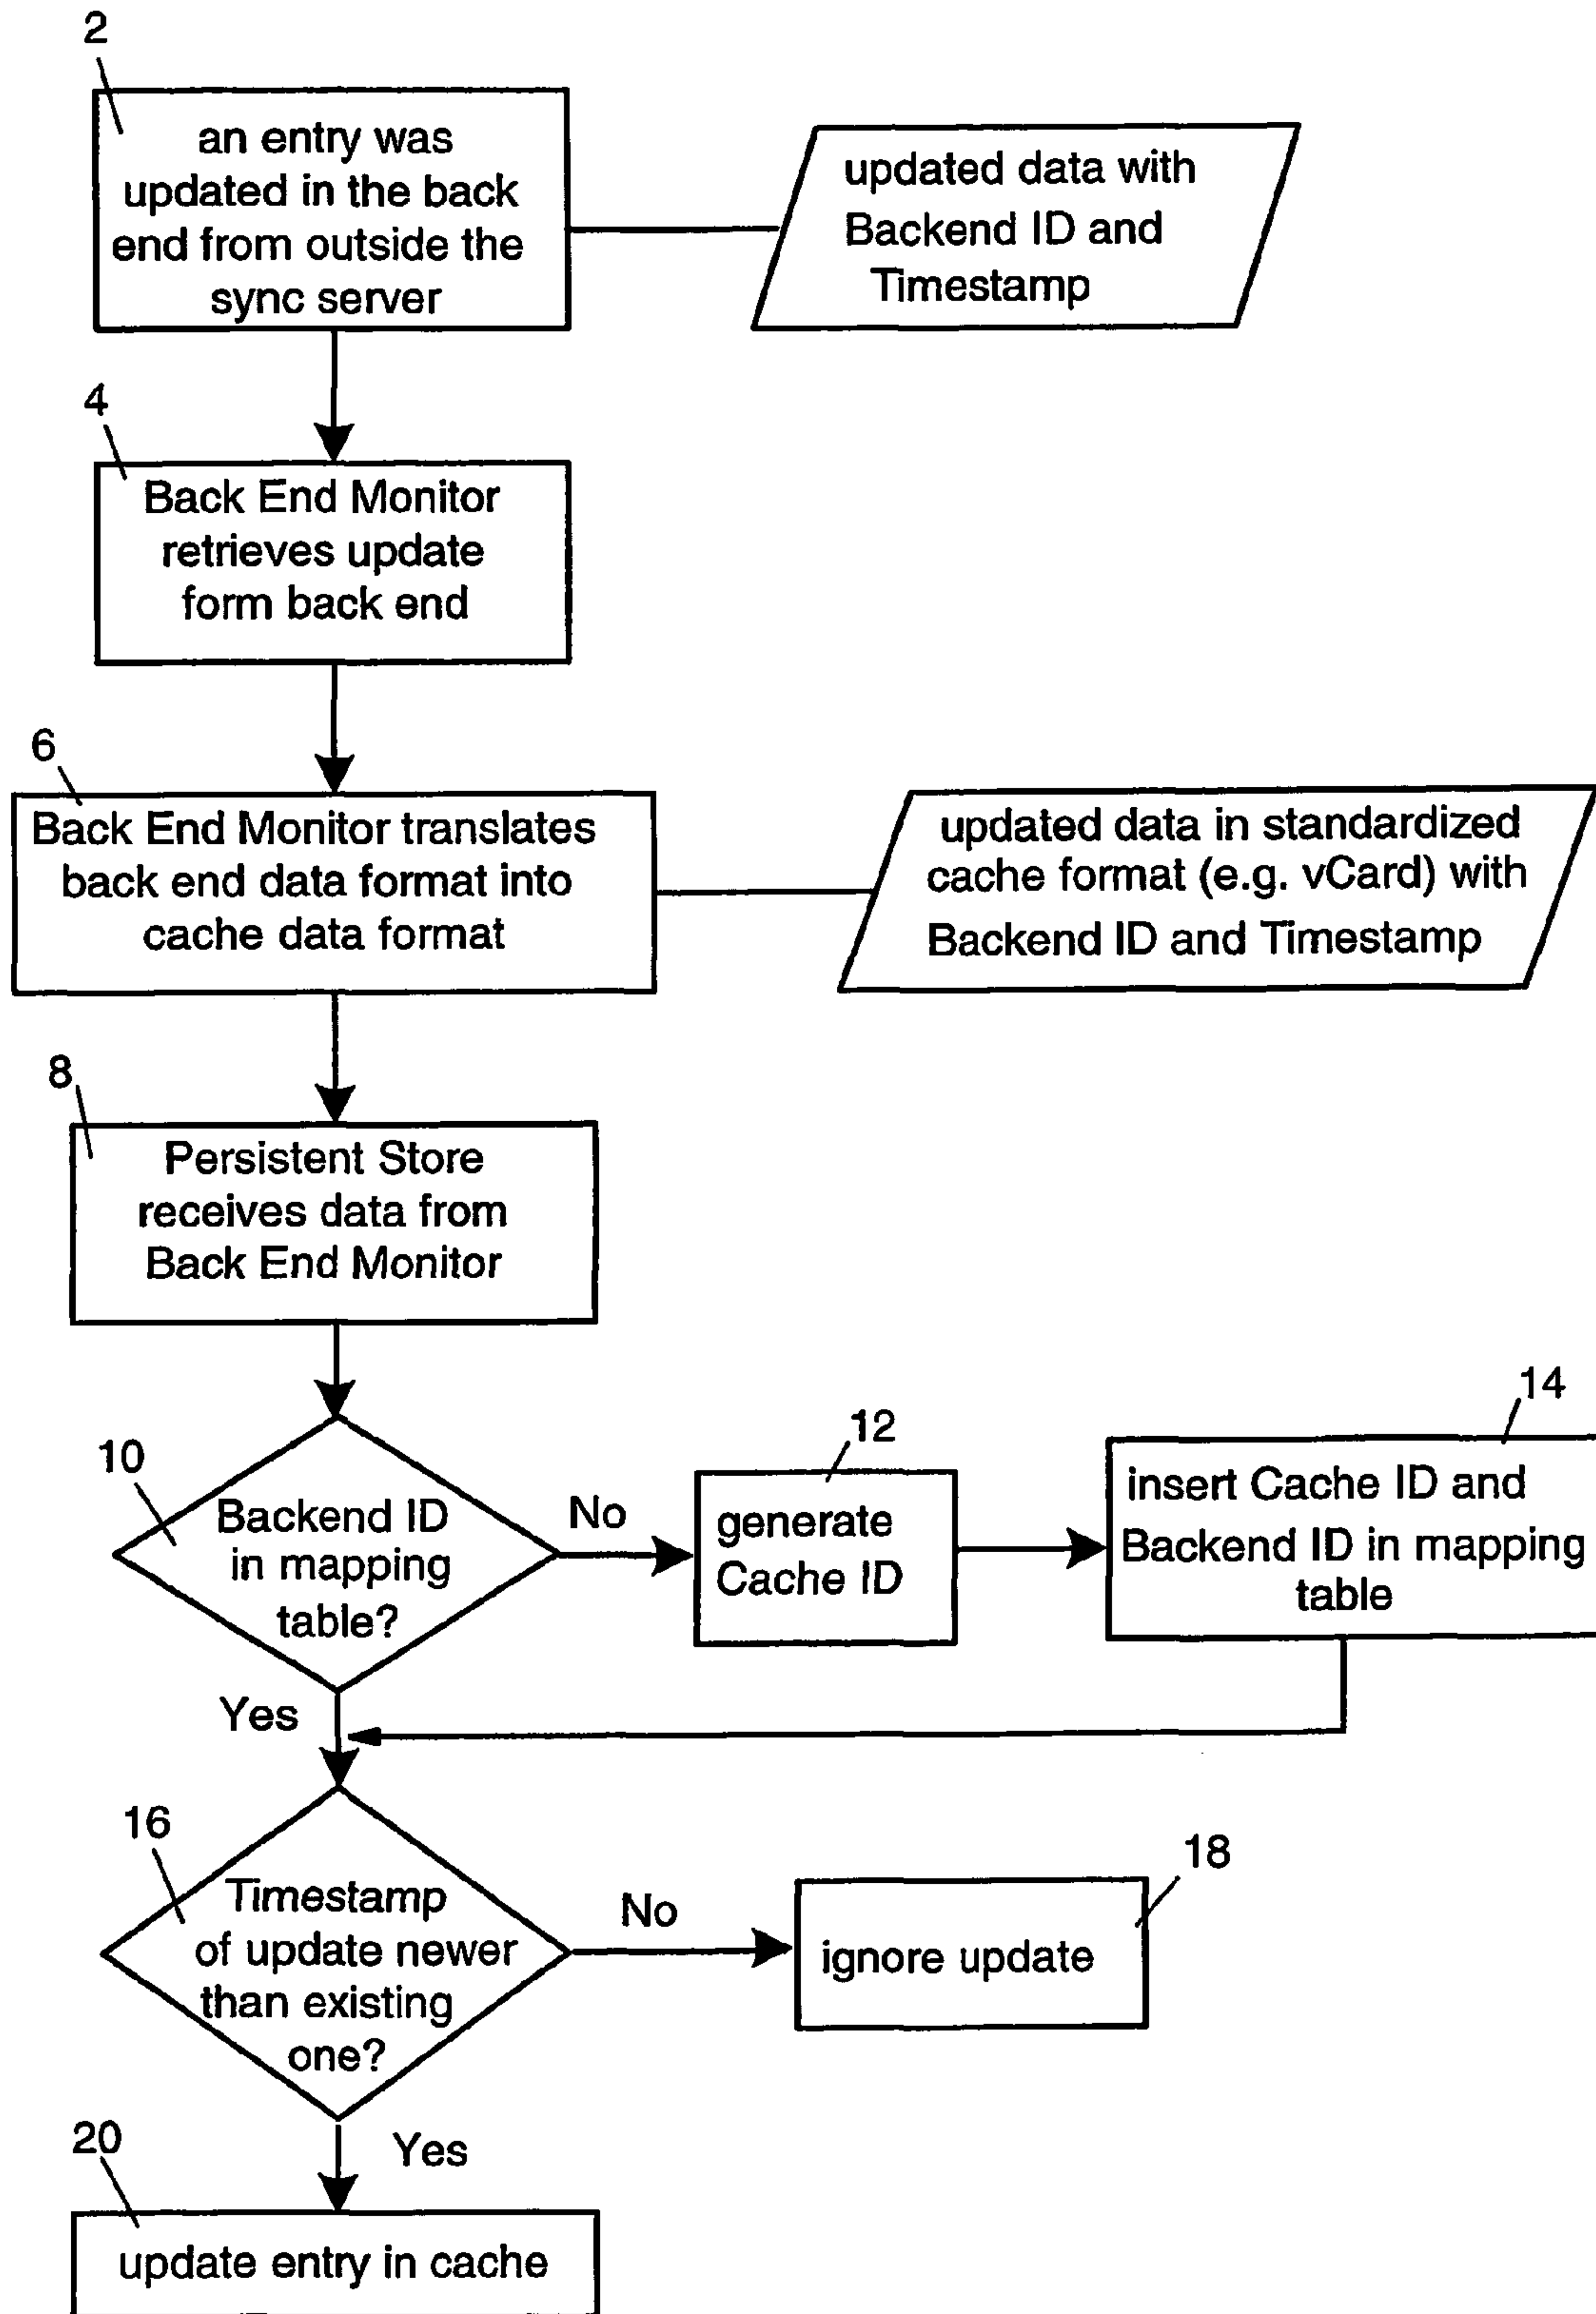 2
an entry was
updated in the back
end from outside the
sync server
updated data with
Backend ID and
Timestamp
4
Back End Monitor
retrieves update
form back end
6
Back End Monitor translates
back end data format into
cache data format
updated data in standardized
cache format (e.g. vCard) with
Backend ID and Timestamp
8
Persistent Store
receives data from
Back End Monitor
10
Backend ID
in mapping
table?
No
12
generate
Cache ID
14
insert Cache ID and
Backend ID in mapping
table
Yes
16
Timestamp
of update newer
than existing
one?
No
18
ignore update
Yes
20
update entry in cache